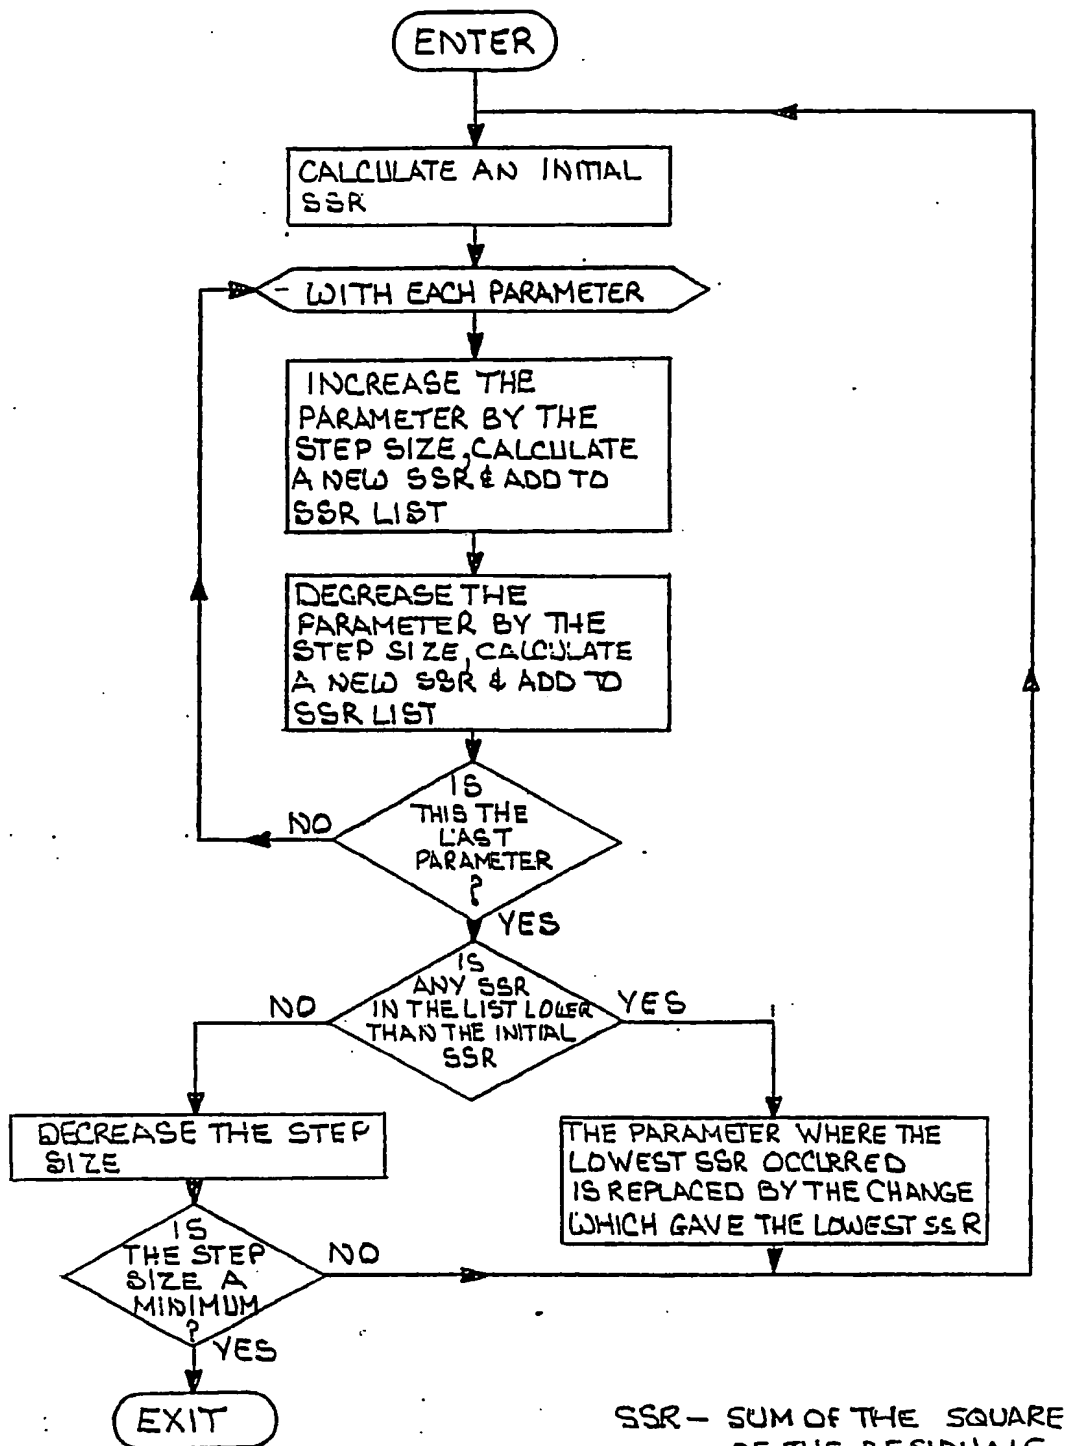 ENTER
CALCULATE AN INITIAL
SSR
- WITH EACH PARAMETER
INCREASE THE
PARAMETER BY THE
STEP SIZE, CALCULATE
A NEW SSR & ADD TO
SSR LIST
DECREASE THE
PARAMETER BY THE
STEP SIZE, CALCULATE
A NEW SSR & ADD TO
SSR LIST
IS
THIS THE
LAST
PARAMETER
?
NO
YES
IS
ANY SSR
IN THE LIST LOWER
THAN THE INITIAL
SSR
NO
YES
DECREASE THE STEP
SIZE
THE PARAMETER WHERE THE
LOWEST SSR OCCURRED
IS REPLACED BY THE CHANGE
WHICH GAVE THE LOWEST SSR
IS
THE STEP
SIZE A
MINIMUM
?
NO
YES
EXIT
SSR - SUM OF THE SQUARE
OF THE RESIDUALS